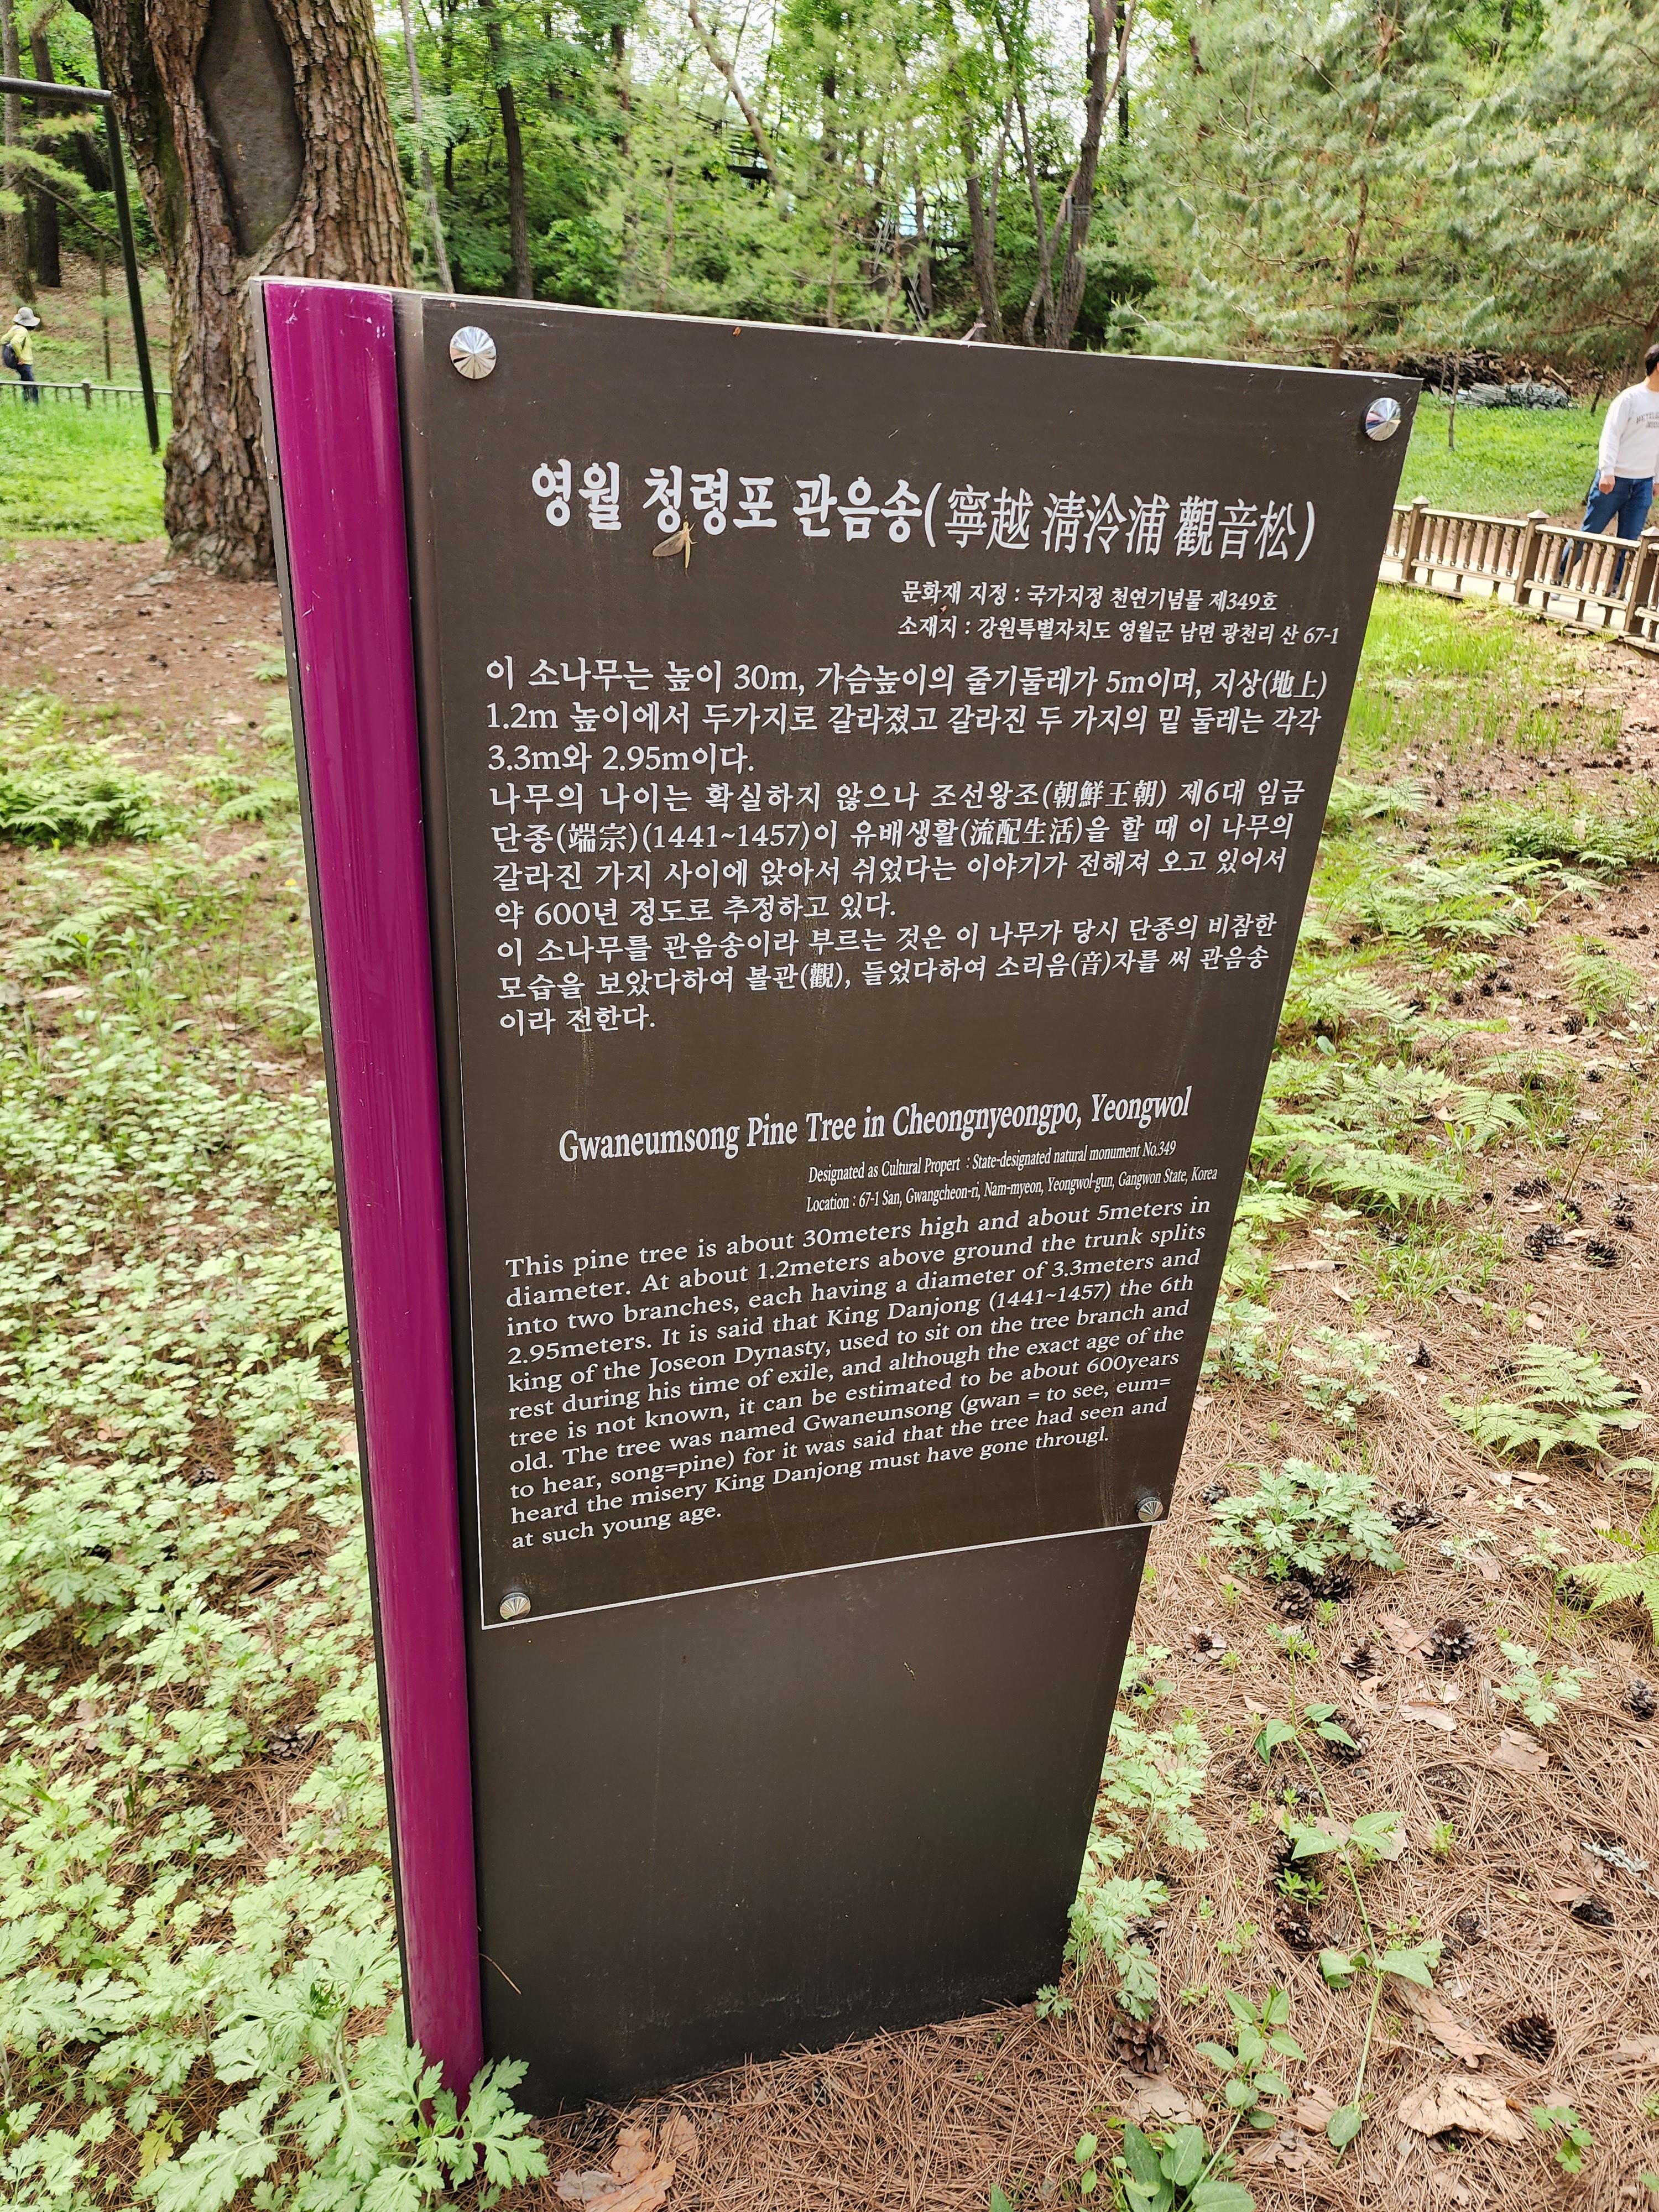 영월 청령포 관음송(寧越 淸泠浦 觀音松)
문화재 지정 : 국가지정 천연기념물 제349호
소재지 : 강원특별자치도 영월군 남면 광천리 산 67-1
이 소나무는 높이 30m, 가슴높이의 줄기둘레가 5m이며, 지상(地上)
1.2m 높이에서 두가지로 갈라졌고 갈라진 두 가지의 밑 둘레는 각각
3.3m와 2.95m이다.
나무의 나이는 확실하지 않으나 조선왕조(朝鮮王朝) 제6대 임금
단종(端宗)(1441~1457)이 유배생활(流配生活)을 할 때 이 나무의
갈라진 가지 사이에 앉아서 쉬었다는 이야기가 전해져 오고 있어서
약 600년 정도로 추정하고 있다.
이 소나무를 관음송이라 부르는 것은 이 나무가 당시 단종의 비참한
모습을 보았다하여 볼관(觀), 들었다하여 소리음(音)자를 써 관음송
이라 전한다.
Gwaneumsong Pine Tree in Cheongnyeongpo, Yeongwol
Designated as Cultural Propert : State-designated natural monument No.349
Location : 67-1 San, Gwangcheon-ri, Nam-myeon, Yeongwol-gun, Gangwon State, Korea
This pine tree is about 30meters high and about 5meters in
diameter. At about 1.2meters above ground the trunk splits
into two branches, each having a diameter of 3.3meters and
2.95meters. It is said that King Danjong (1441~1457) the 6th
king of the Joseon Dynasty, used to sit on the tree branch and
rest during his time of exile, and although the exact age of the
tree is not known, it can be estimated to be about 600years
old. The tree was named Gwaneunsong (gwan = to see, eum=
to hear, song=pine) for it was said that the tree had seen and
heard the misery King Danjong must have gone througl.
at such young age.